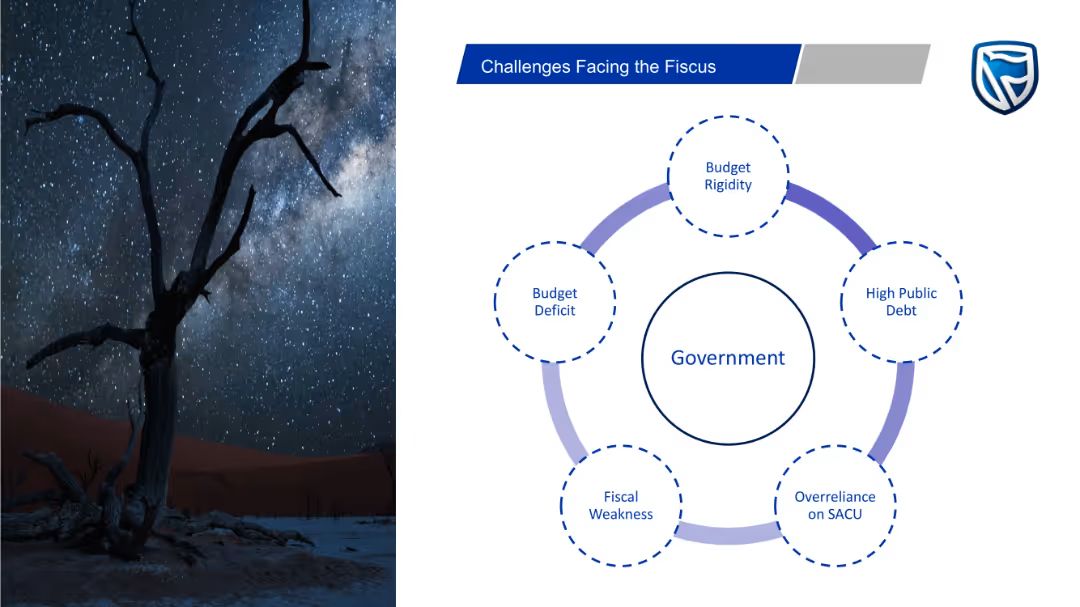 Challenges Facing the Fiscus
Budget
Rigidity
Budget
Deficit
High Public
Debt
Government
Fiscal
Weakness
Overreliance
on SACU